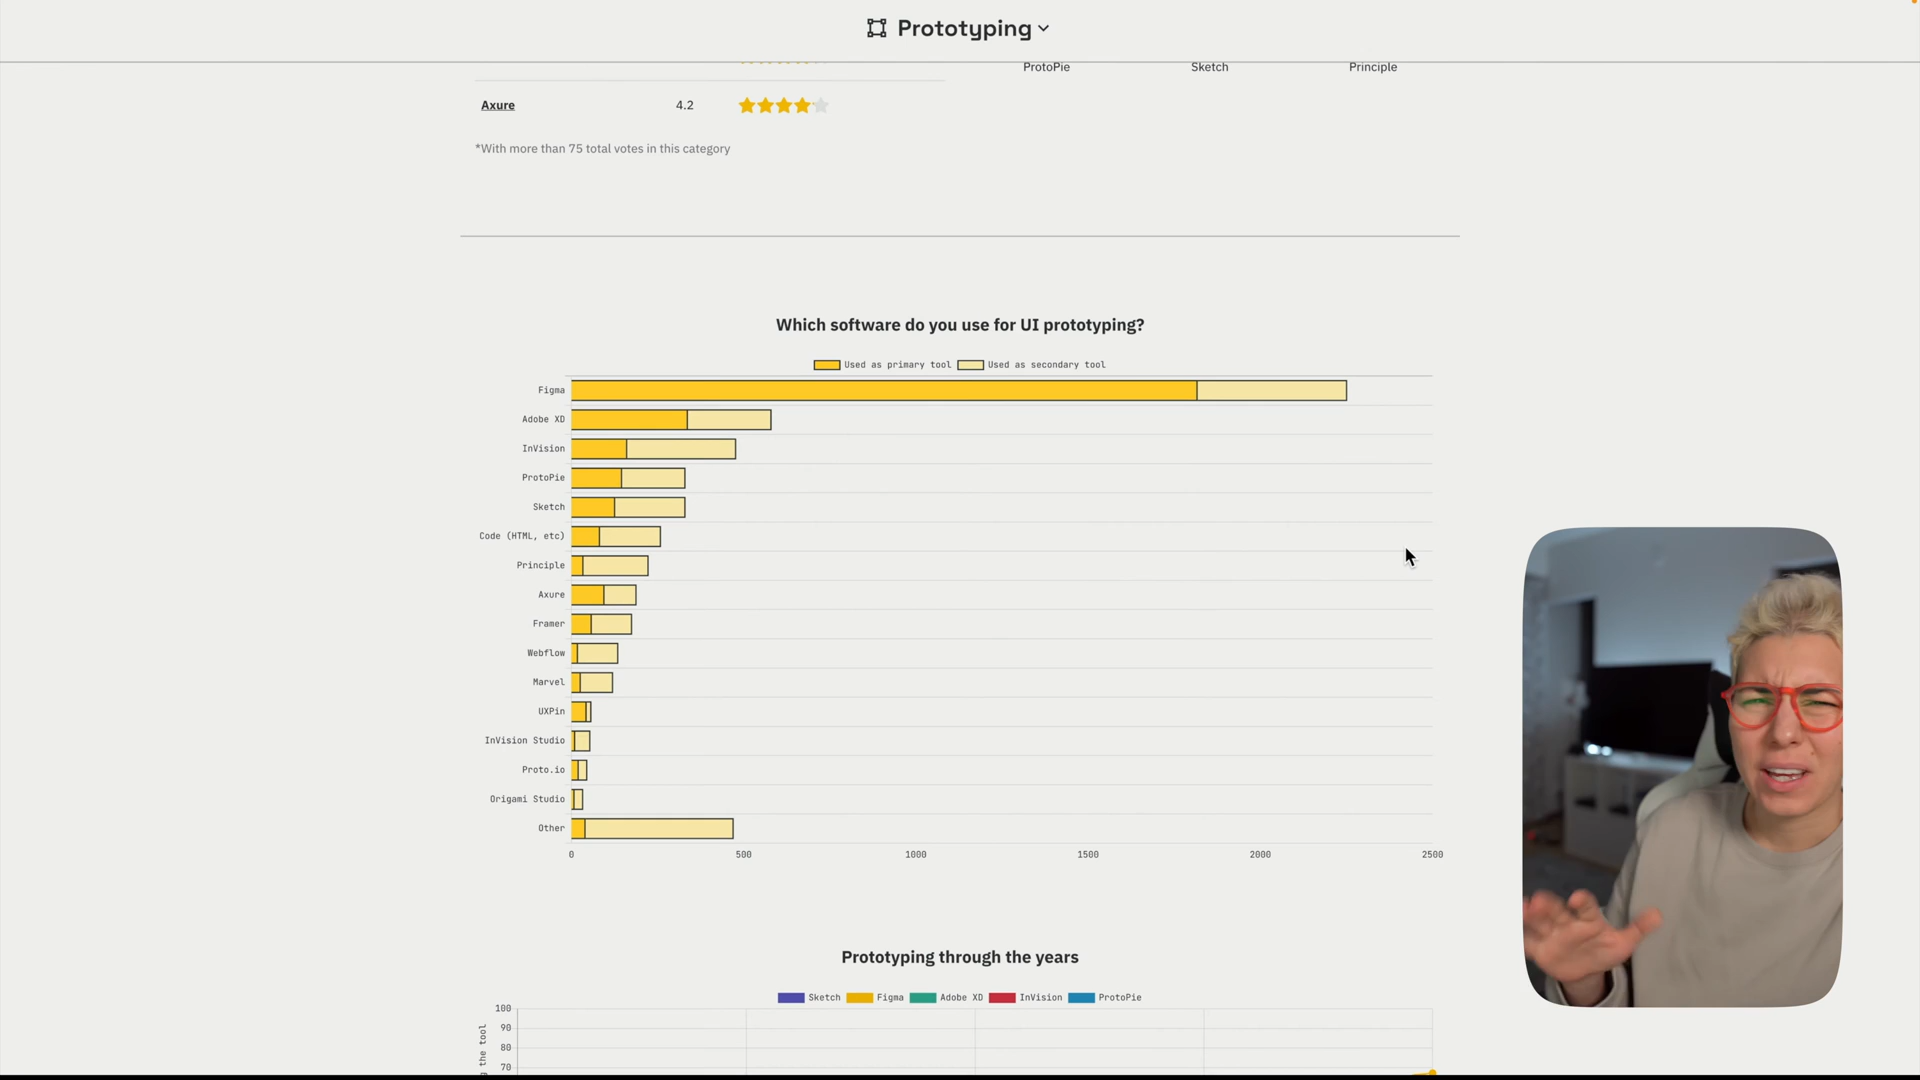 Prototyping
ProtoPie Sketch Principle
Axure 4.2
*With more than 75 total votes in this category
Which software do you use for UI prototyping?
Used as primary tool Used as secondary tool
Figma
Adobe XD
InVision
ProtoPie
Sketch
Code (HTML, etc)
Principle
Axure
Framer
Webflow
Marvel
UXPin
InVision Studio
Proto.io
Origami Studio
Other
0 500 1000 1500 2000 2500
Prototyping through the years
Sketch Figma Adobe XD InVision ProtoPie
100
90
80
70
the tool